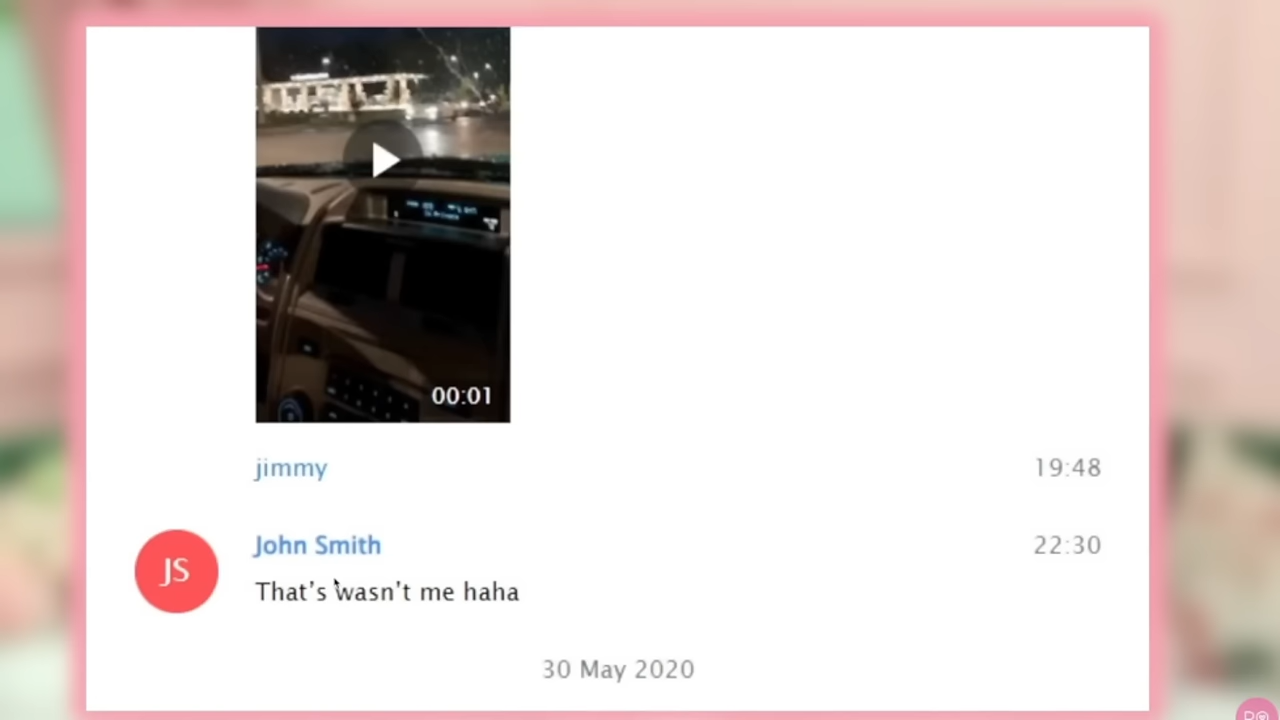 00:01
jimmy
19:48
JS
John Smith
22:30
That's wasn't me haha
30 May 2020